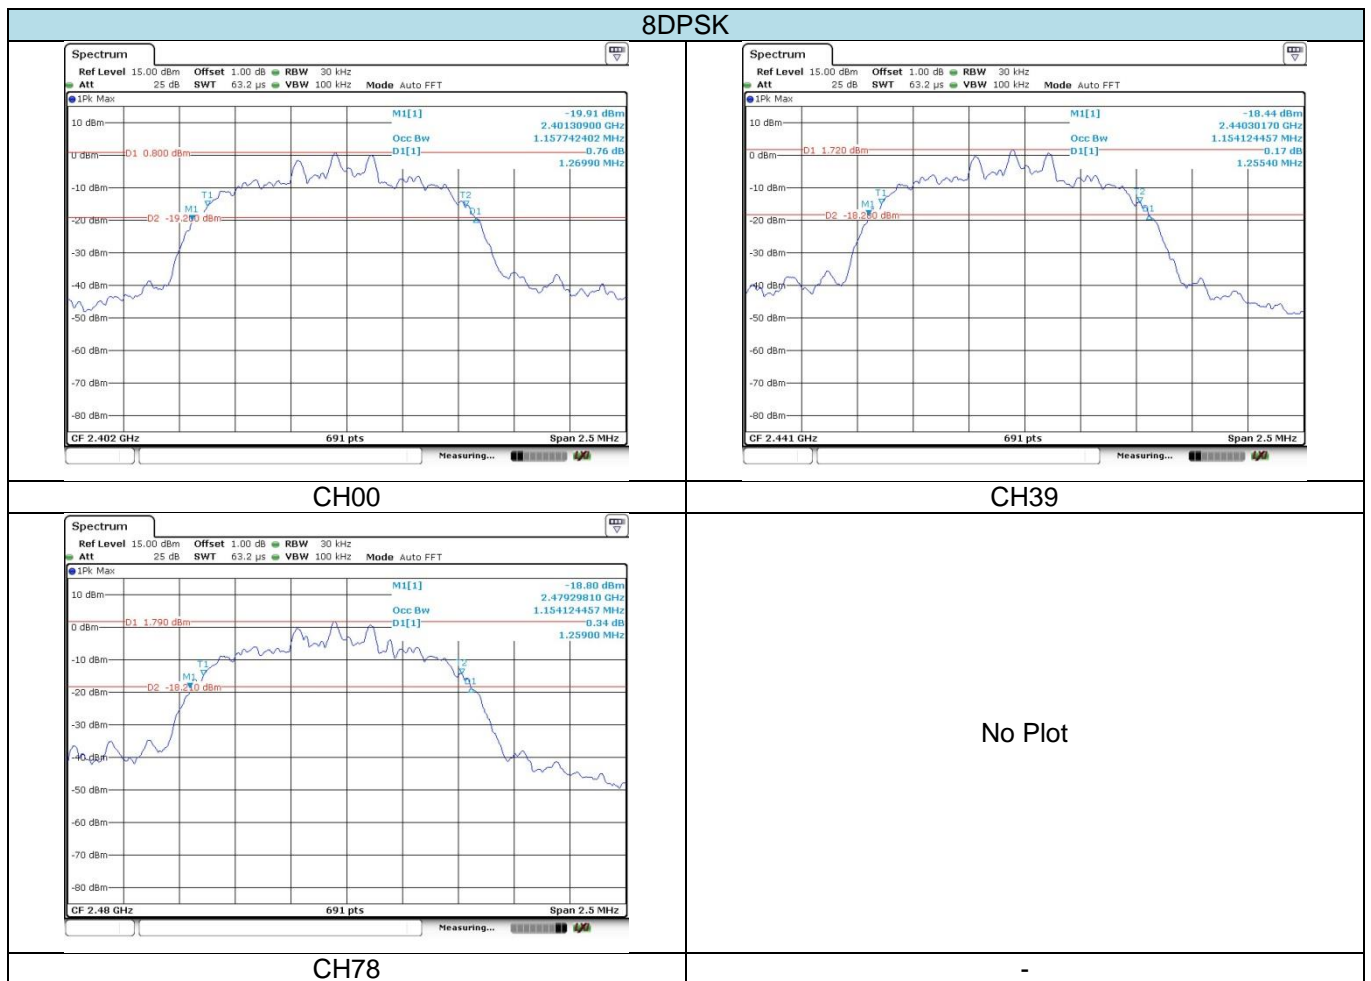 8DPSK
Spectrum
Ref Level 15.00 dBm Offset 1.00 dB RBW 30 kHz
Att 25 dB SWT 63.2 µs VBW 100 kHz Mode Auto FFT
1Pk Max
M1[1] -19.91 dBm
2.40130900 GHz
Occ Bw 1.157742402 MHz
D1[1] 0.76 dB
1.26990 MHz
10 dBm
0 dBm
D1 0.800 dBm
-10 dBm
T1
T2
M1
D1
-20 dBm
D2 -19.200 dBm
-30 dBm
-40 dBm
-50 dBm
-60 dBm
-70 dBm
-80 dBm
CF 2.402 GHz 691 pts Span 2.5 MHz
Measuring...
CH00
Spectrum
Ref Level 15.00 dBm Offset 1.00 dB RBW 30 kHz
Att 25 dB SWT 63.2 µs VBW 100 kHz Mode Auto FFT
1Pk Max
M1[1] -18.44 dBm
2.44030170 GHz
Occ Bw 1.154124457 MHz
D1[1] 0.17 dB
1.25540 MHz
10 dBm
0 dBm
D1 1.720 dBm
-10 dBm
T1
T2
M1
D1
-20 dBm
D2 -18.280 dBm
-30 dBm
-40 dBm
-50 dBm
-60 dBm
-70 dBm
-80 dBm
CF 2.441 GHz 691 pts Span 2.5 MHz
Measuring...
CH39
Spectrum
Ref Level 15.00 dBm Offset 1.00 dB RBW 30 kHz
Att 25 dB SWT 63.2 µs VBW 100 kHz Mode Auto FFT
1Pk Max
M1[1] -18.80 dBm
2.47929810 GHz
Occ Bw 1.154124457 MHz
D1[1] 0.34 dB
1.25900 MHz
10 dBm
0 dBm
D1 1.790 dBm
-10 dBm
T1
T2
M1
D1
-20 dBm
D2 -18.210 dBm
-30 dBm
-40 dBm
-50 dBm
-60 dBm
-70 dBm
-80 dBm
CF 2.48 GHz 691 pts Span 2.5 MHz
Measuring...
CH78
No Plot
-